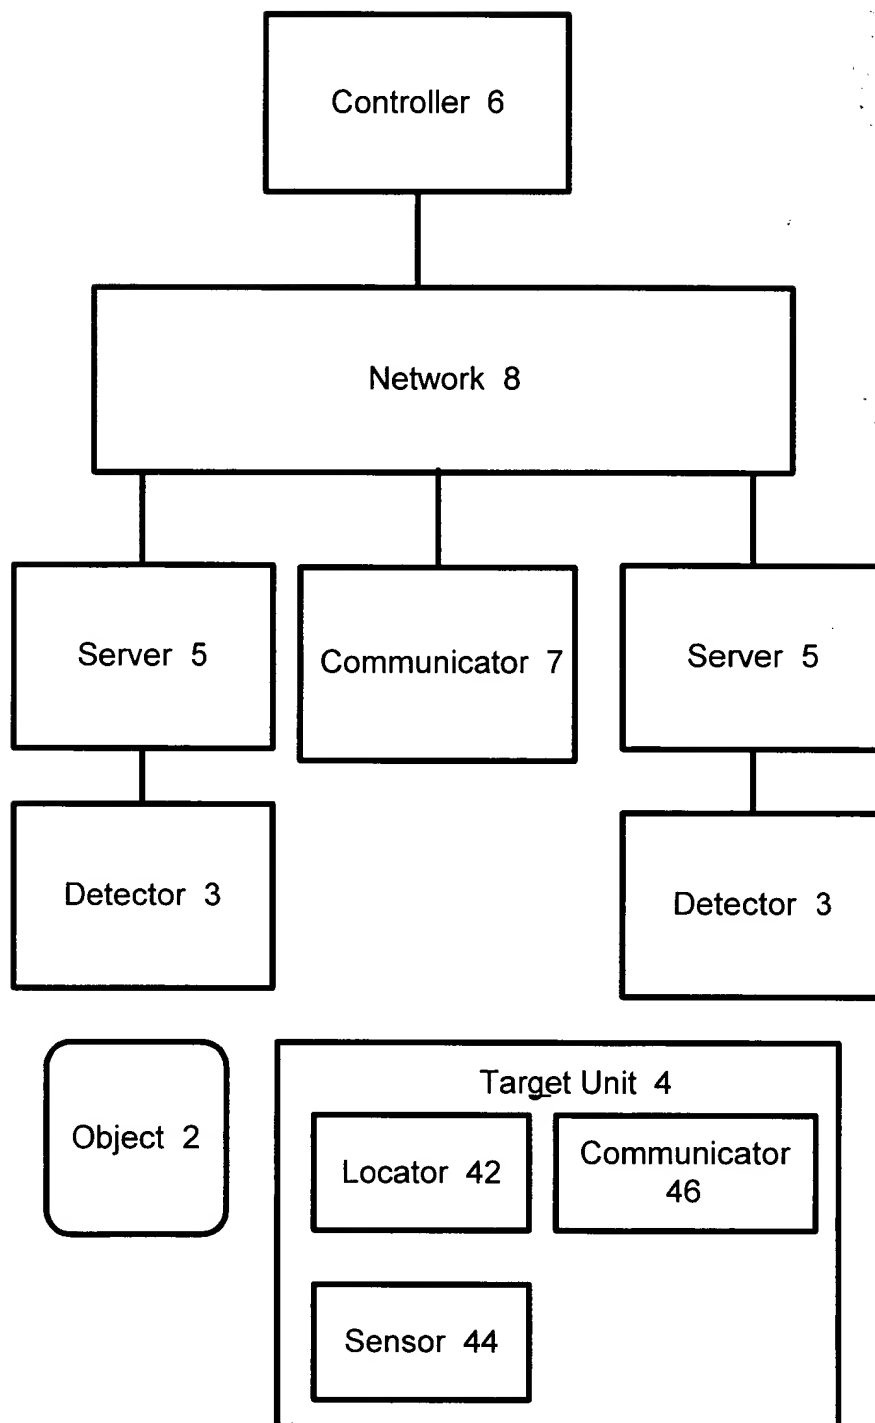 Controller 6
Network 8
Server 5
Communicator 7
Server 5
Detector 3
Detector 3
Object 2
Target Unit 4
Locator 42
Communicator
46
Sensor 44